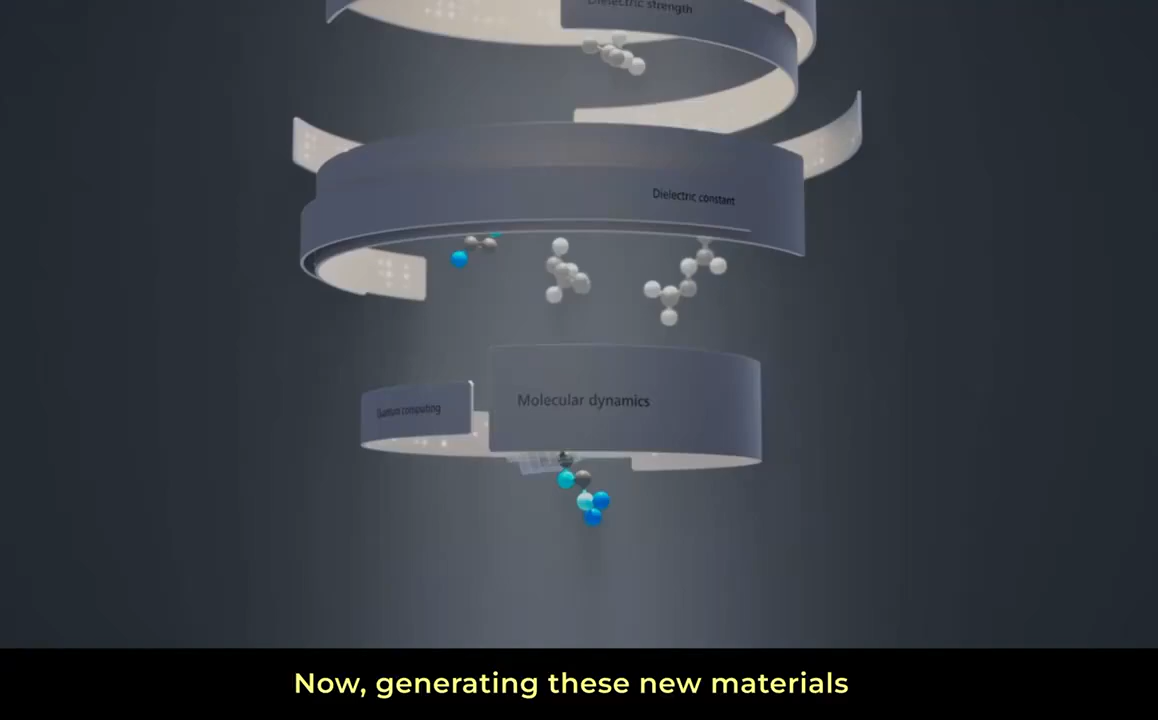 Dielectric strength
Dielectric constant
Quantum computing
Molecular dynamics
Now, generating these new materials